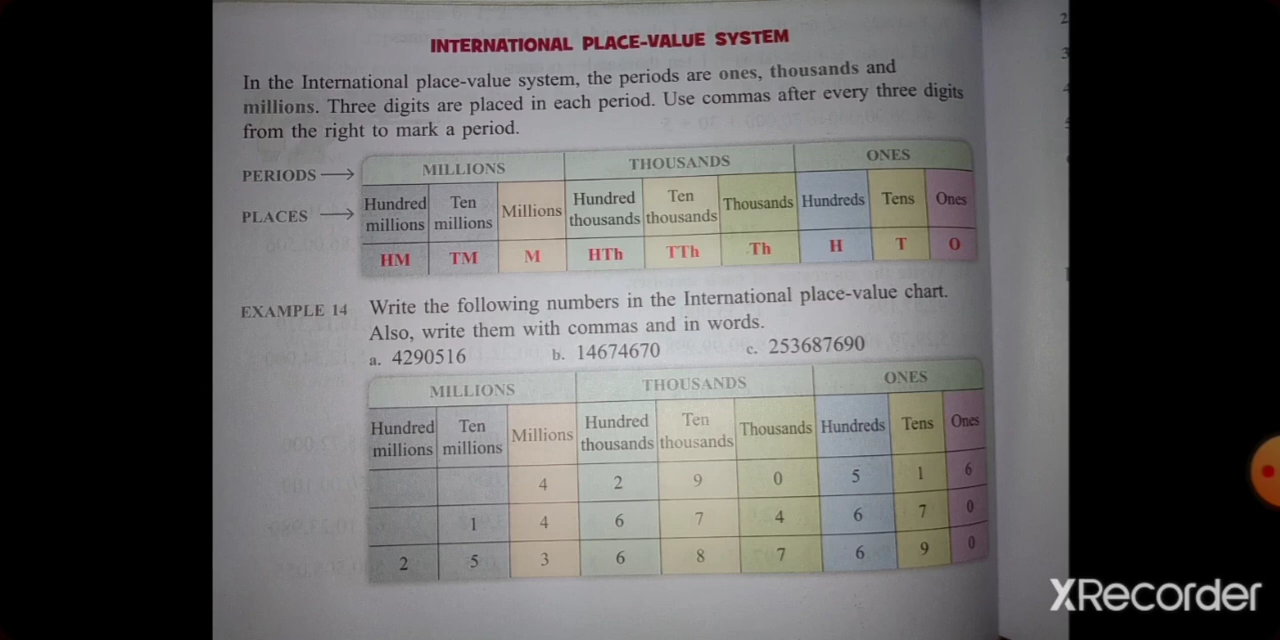 INTERNATIONAL PLACE-VALUE SYSTEM
In the International place-value system, the periods are ones, thousands and
millions. Three digits are placed in each period. Use commas after every three digits
from the right to mark a period.
PERIODS → MILLIONS THOUSANDS ONES
PLACES → Hundred millions Ten millions Millions Hundred thousands Ten thousands Thousands Hundreds Tens Ones
HM TM M HTh TTh Th H T O
EXAMPLE 14 Write the following numbers in the International place-value chart.
Also, write them with commas and in words.
a. 4290516 b. 14674670 c. 253687690
MILLIONS THOUSANDS ONES
Hundred millions Ten millions Millions Hundred thousands Ten thousands Thousands Hundreds Tens Ones
4 2 9 0 5 1 6
1 4 6 7 4 6 7 0
2 5 3 6 8 7 6 9 0
2
3
XRecorder